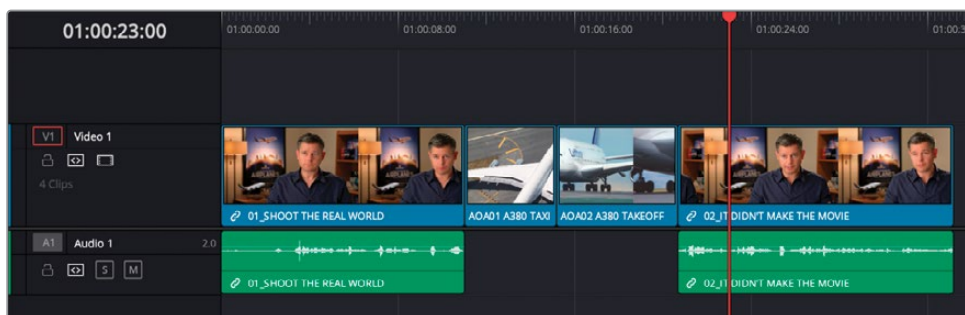 01:00:23:00
01:00:00:00 01:00:08:00 01:00:16:00 01:00:24:00
V1 Video 1
4 Clips
01_SHOOT THE REAL WORLD
AOA01 A380 TAXI
AOA02 A380 TAKEOFF
02_IT DIDN'T MAKE THE MOVIE
A1 Audio 1 2.0
S M
01_SHOOT THE REAL WORLD
02_IT DIDN'T MAKE THE MOVIE